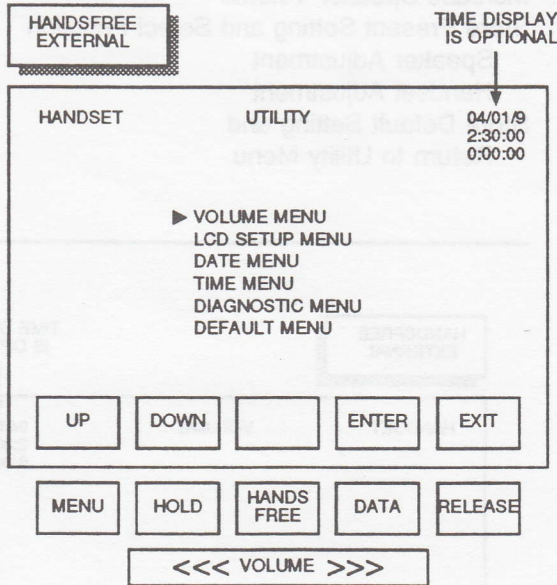 HANDSFREE
EXTERNAL
TIME DISPLAY
IS OPTIONAL
HANDSET UTILITY 04/01/9
2:30:00
0:00:00
▶ VOLUME MENU
LCD SETUP MENU
DATE MENU
TIME MENU
DIAGNOSTIC MENU
DEFAULT MENU
UP DOWN ENTER EXIT
MENU HOLD HANDS FREE DATA RELEASE
<<< VOLUME >>>